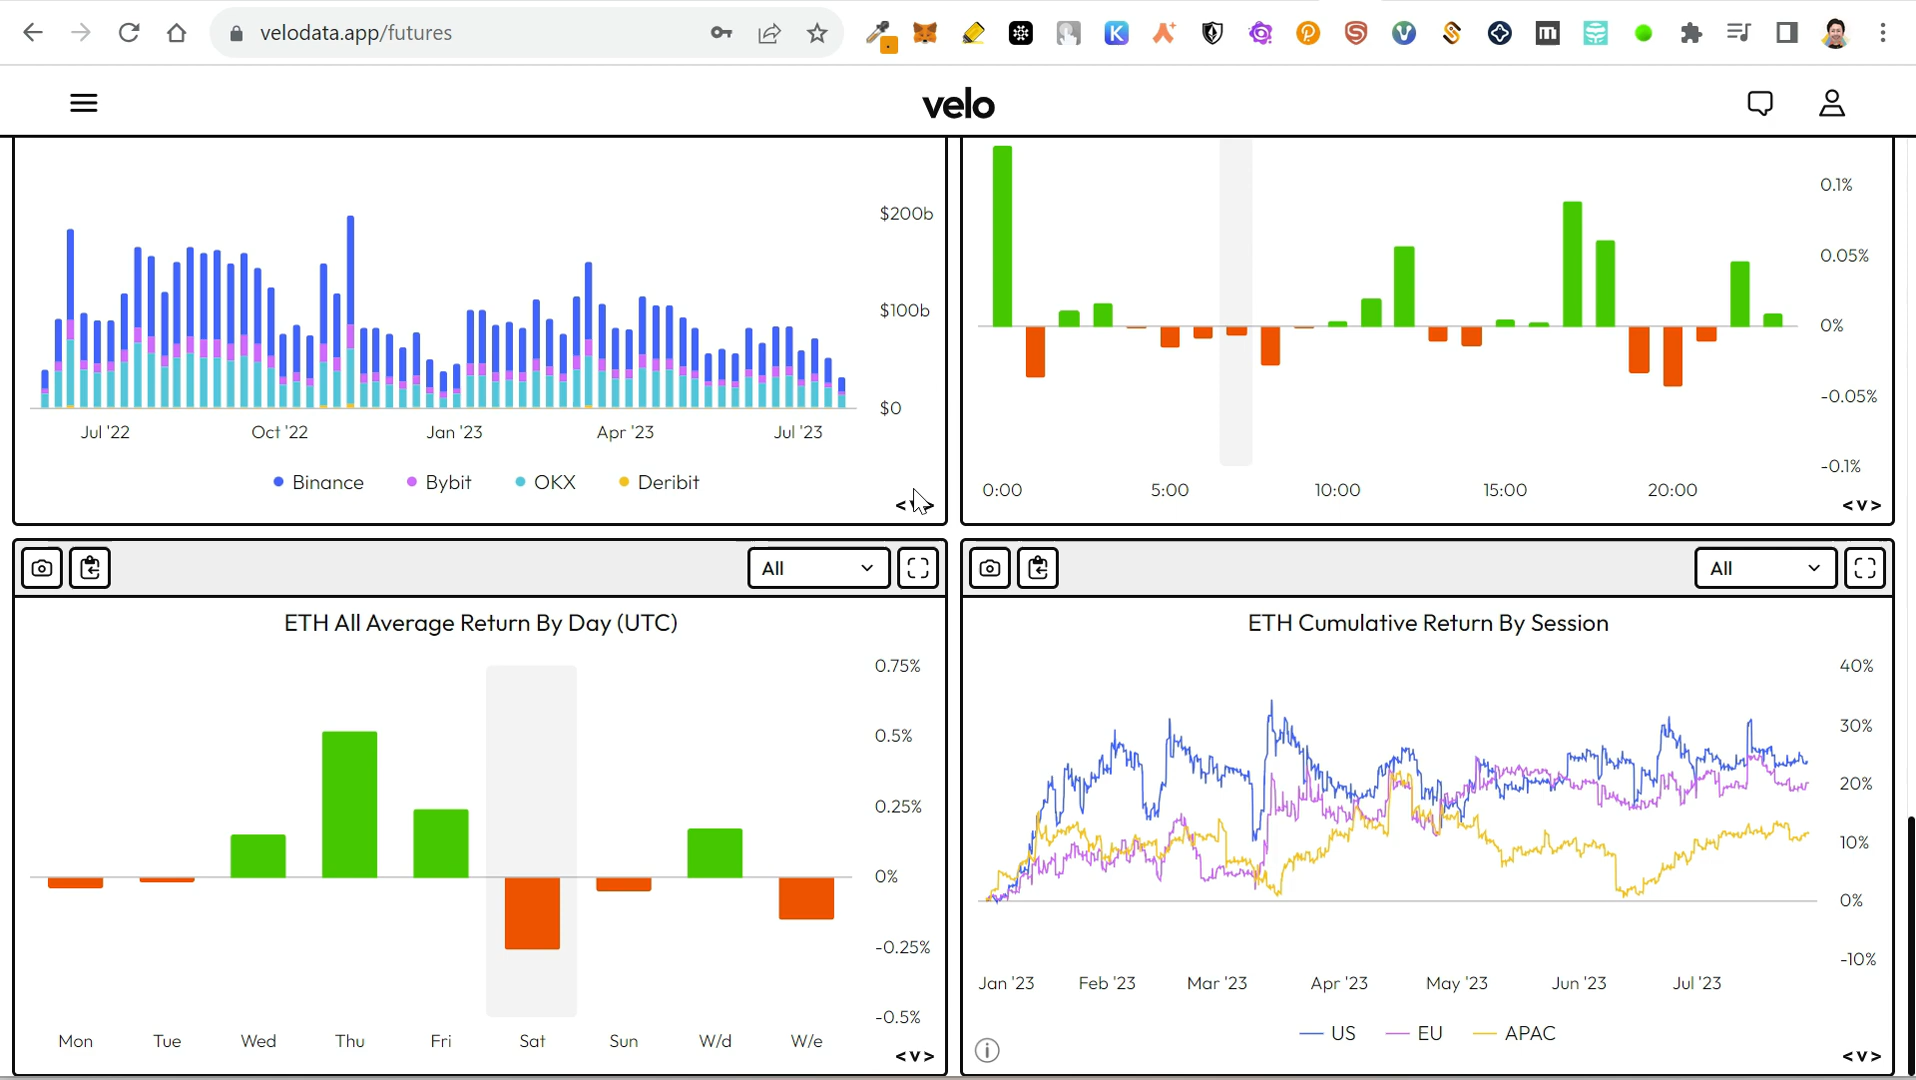 velodata.app/futures
velo
$200b
$100b
$0
Jul '22 Oct '22 Jan '23 Apr '23 Jul '23
Binance Bybit OKX Deribit
<v>
0.1%
0.05%
0%
-0.05%
-0.1%
0:00 5:00 10:00 15:00 20:00
<v>
All
ETH All Average Return By Day (UTC)
0.75%
0.5%
0.25%
0%
-0.25%
-0.5%
Mon Tue Wed Thu Fri Sat Sun W/d W/e
<v>
All
ETH Cumulative Return By Session
40%
30%
20%
10%
0%
-10%
Jan '23 Feb '23 Mar '23 Apr '23 May '23 Jun '23 Jul '23
US EU APAC
<v>